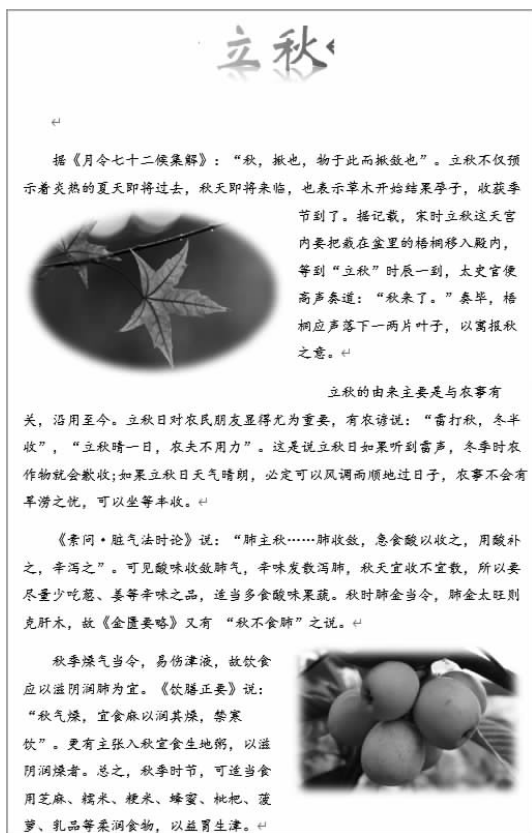 立秋
据《月令七十二候集解》：“秋，揪也，物于此而揪敛也”。立秋不仅预
示着炎热的夏天即将过去，秋天即将来临，也表示草木开始结果孕子，收获季
节到了。据记载，宋时立秋这天宫
内要把栽在盆里的梧桐移入殿内，
等到“立秋”时辰一到，太史官便
高声奏道：“秋来了。”奏毕，梧
桐应声落下一两片叶子，以寓报秋
之意。
立秋的由来主要是与农事有
关，沿用至今。立秋日对农民朋友显得尤为重要，有农谚说：“雷打秋，冬半
收”，“立秋晴一日，农夫不用力”。这是说立秋日如果听到雷声，冬季时农
作物就会歉收;如果立秋日天气晴朗，必定可以风调雨顺地过日子，农事不会有
旱涝之忧，可以坐等丰收。
《素问·脏气法时论》说：“肺主秋……肺收敛，急食酸以收之，用酸补
之，辛泻之”。可见酸味收敛肺气，辛味发散泻肺，秋天宜收不宜散，所以要
尽量少吃葱、姜等辛味之品，适当多食酸味果蔬。秋时肺金当令，肺金太旺则
克肝木，故《金匮要略》又有 “秋不食肺”之说。
秋季燥气当令，易伤津液，故饮食
应以滋阴润肺为宜。《饮膳正要》说：
“秋气燥，宜食麻以润其燥，禁寒
饮”。更有主张入秋宜食生地粥，以滋
阴润燥者。总之，秋季时节，可适当食
用芝麻、糯米、粳米、蜂蜜、枇杷、菠
萝、乳品等柔润食物，以益胃生津。